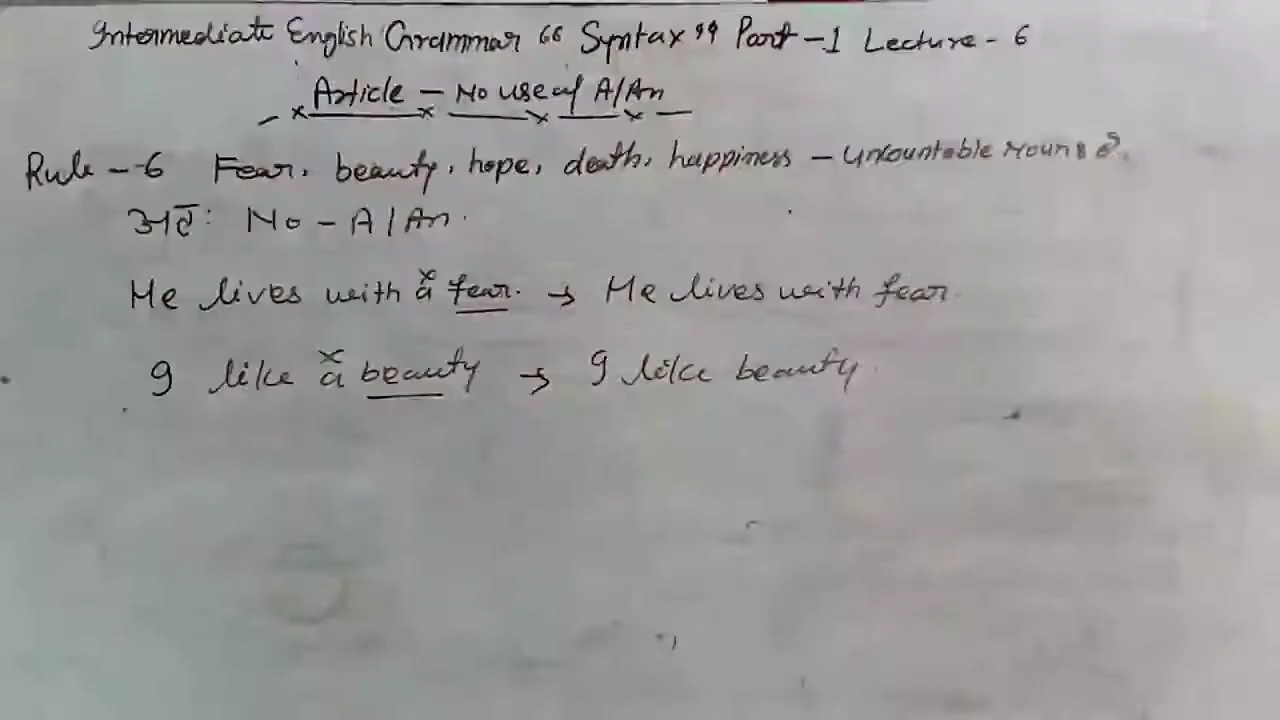 Intermediate English Grammar “ Syntax ” Part -1 Lecture - 6
Article - No use of A/An
Rule - 6 Fear, beauty, hope, death, happiness - Uncountable nouns है.
अतः No - A/An.
He lives with a fear. → He lives with fear.
I like a beauty → I like beauty.